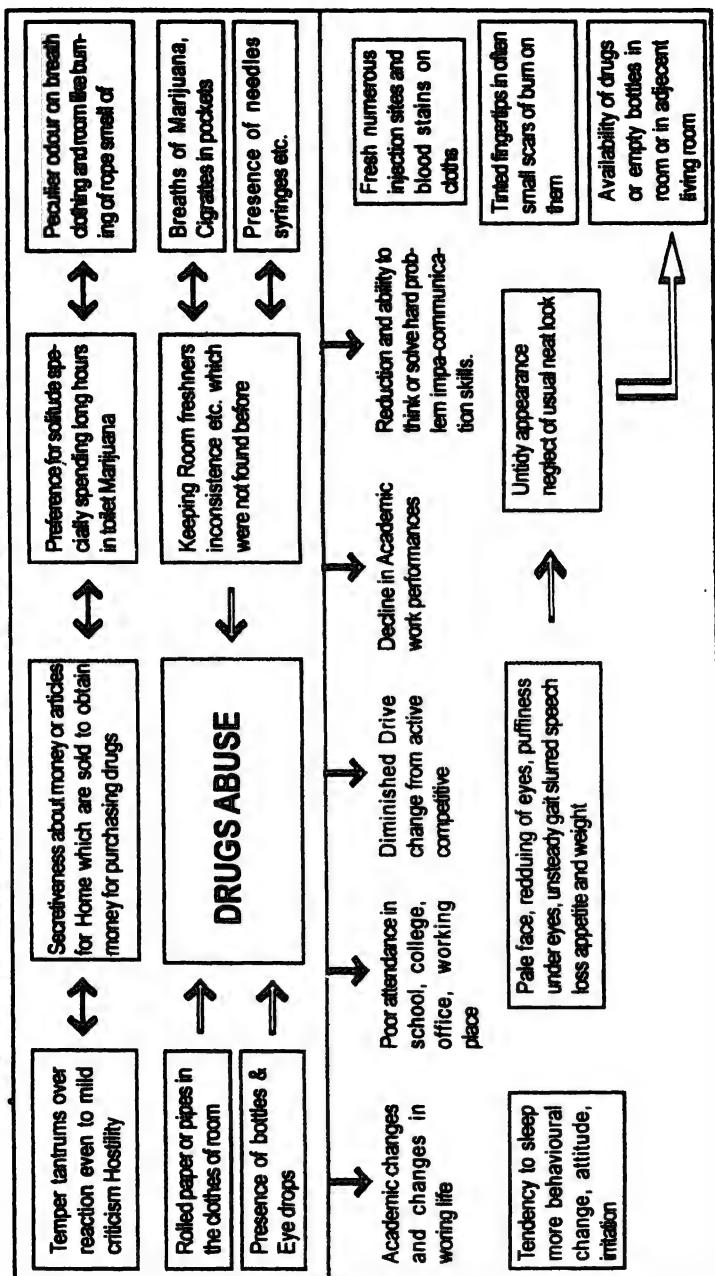 Temper tantrums over
reaction even to mild
criticism Hostility
Secretiveness about money or articles
for Home which are sold to obtain
money for purchasing drugs
Preference for solitude spe-
cially spending long hours
in toilet Marijuana
Peculier odour on breath
clothing and room like burn-
ing of rope smell of
Rolled paper or pipes in
the clothes of room
Presence of bottles &
Eye drops
DRUGS ABUSE
Keeping Room freshners
inconsistence etc. which
were not found before
Breaths of Marijuana,
Cigrattes in pockets
Presence of needles
syringes etc.
Academic changes
and changes in
woring life
Poor attendance in
school, college,
office, working
place
Diminished Drive
change from active
competitive
Decline in Academic
work performances
Reduction and ability to
think or solve hard prob-
lem impa-communica-
tion skills.
Fresh numerous
injection sites and
blood stains on
cloths
Tinted fingertips in often
small scars of burn on
them
Tendency to sleep
more behavioural
change, attitude,
irritation
Pale face, redduing of eyes, puffiness
under eyes, unsteady gait slurred speech
loss appetite and weight
Untidy appearance
neglect of usual neat look
Availability of drugs
or empty bottles in
room or in adjecent
living room